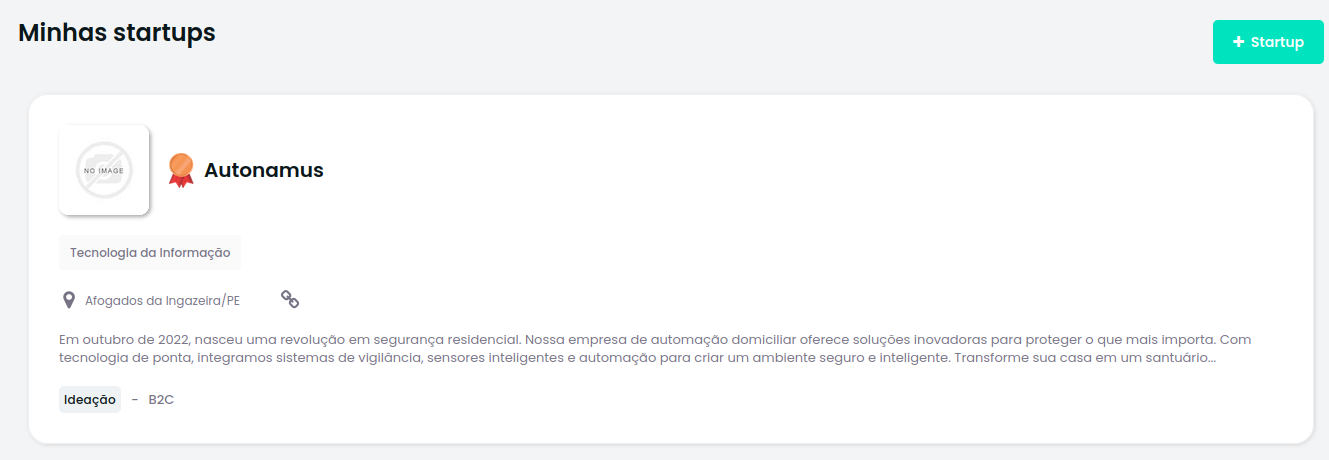 Minhas startups
+ Startup
NO IMAGE
Autonamus
Tecnologia da Informação
Afogados da Ingazeira/PE
Em outubro de 2022, nasceu uma revolução em segurança residencial. Nossa empresa de automação domiciliar oferece soluções inovadoras para proteger o que mais importa. Com
tecnologia de ponta, integramos sistemas de vigilância, sensores inteligentes e automação para criar um ambiente seguro e inteligente. Transforme sua casa em um santuário...
Ideação - B2C